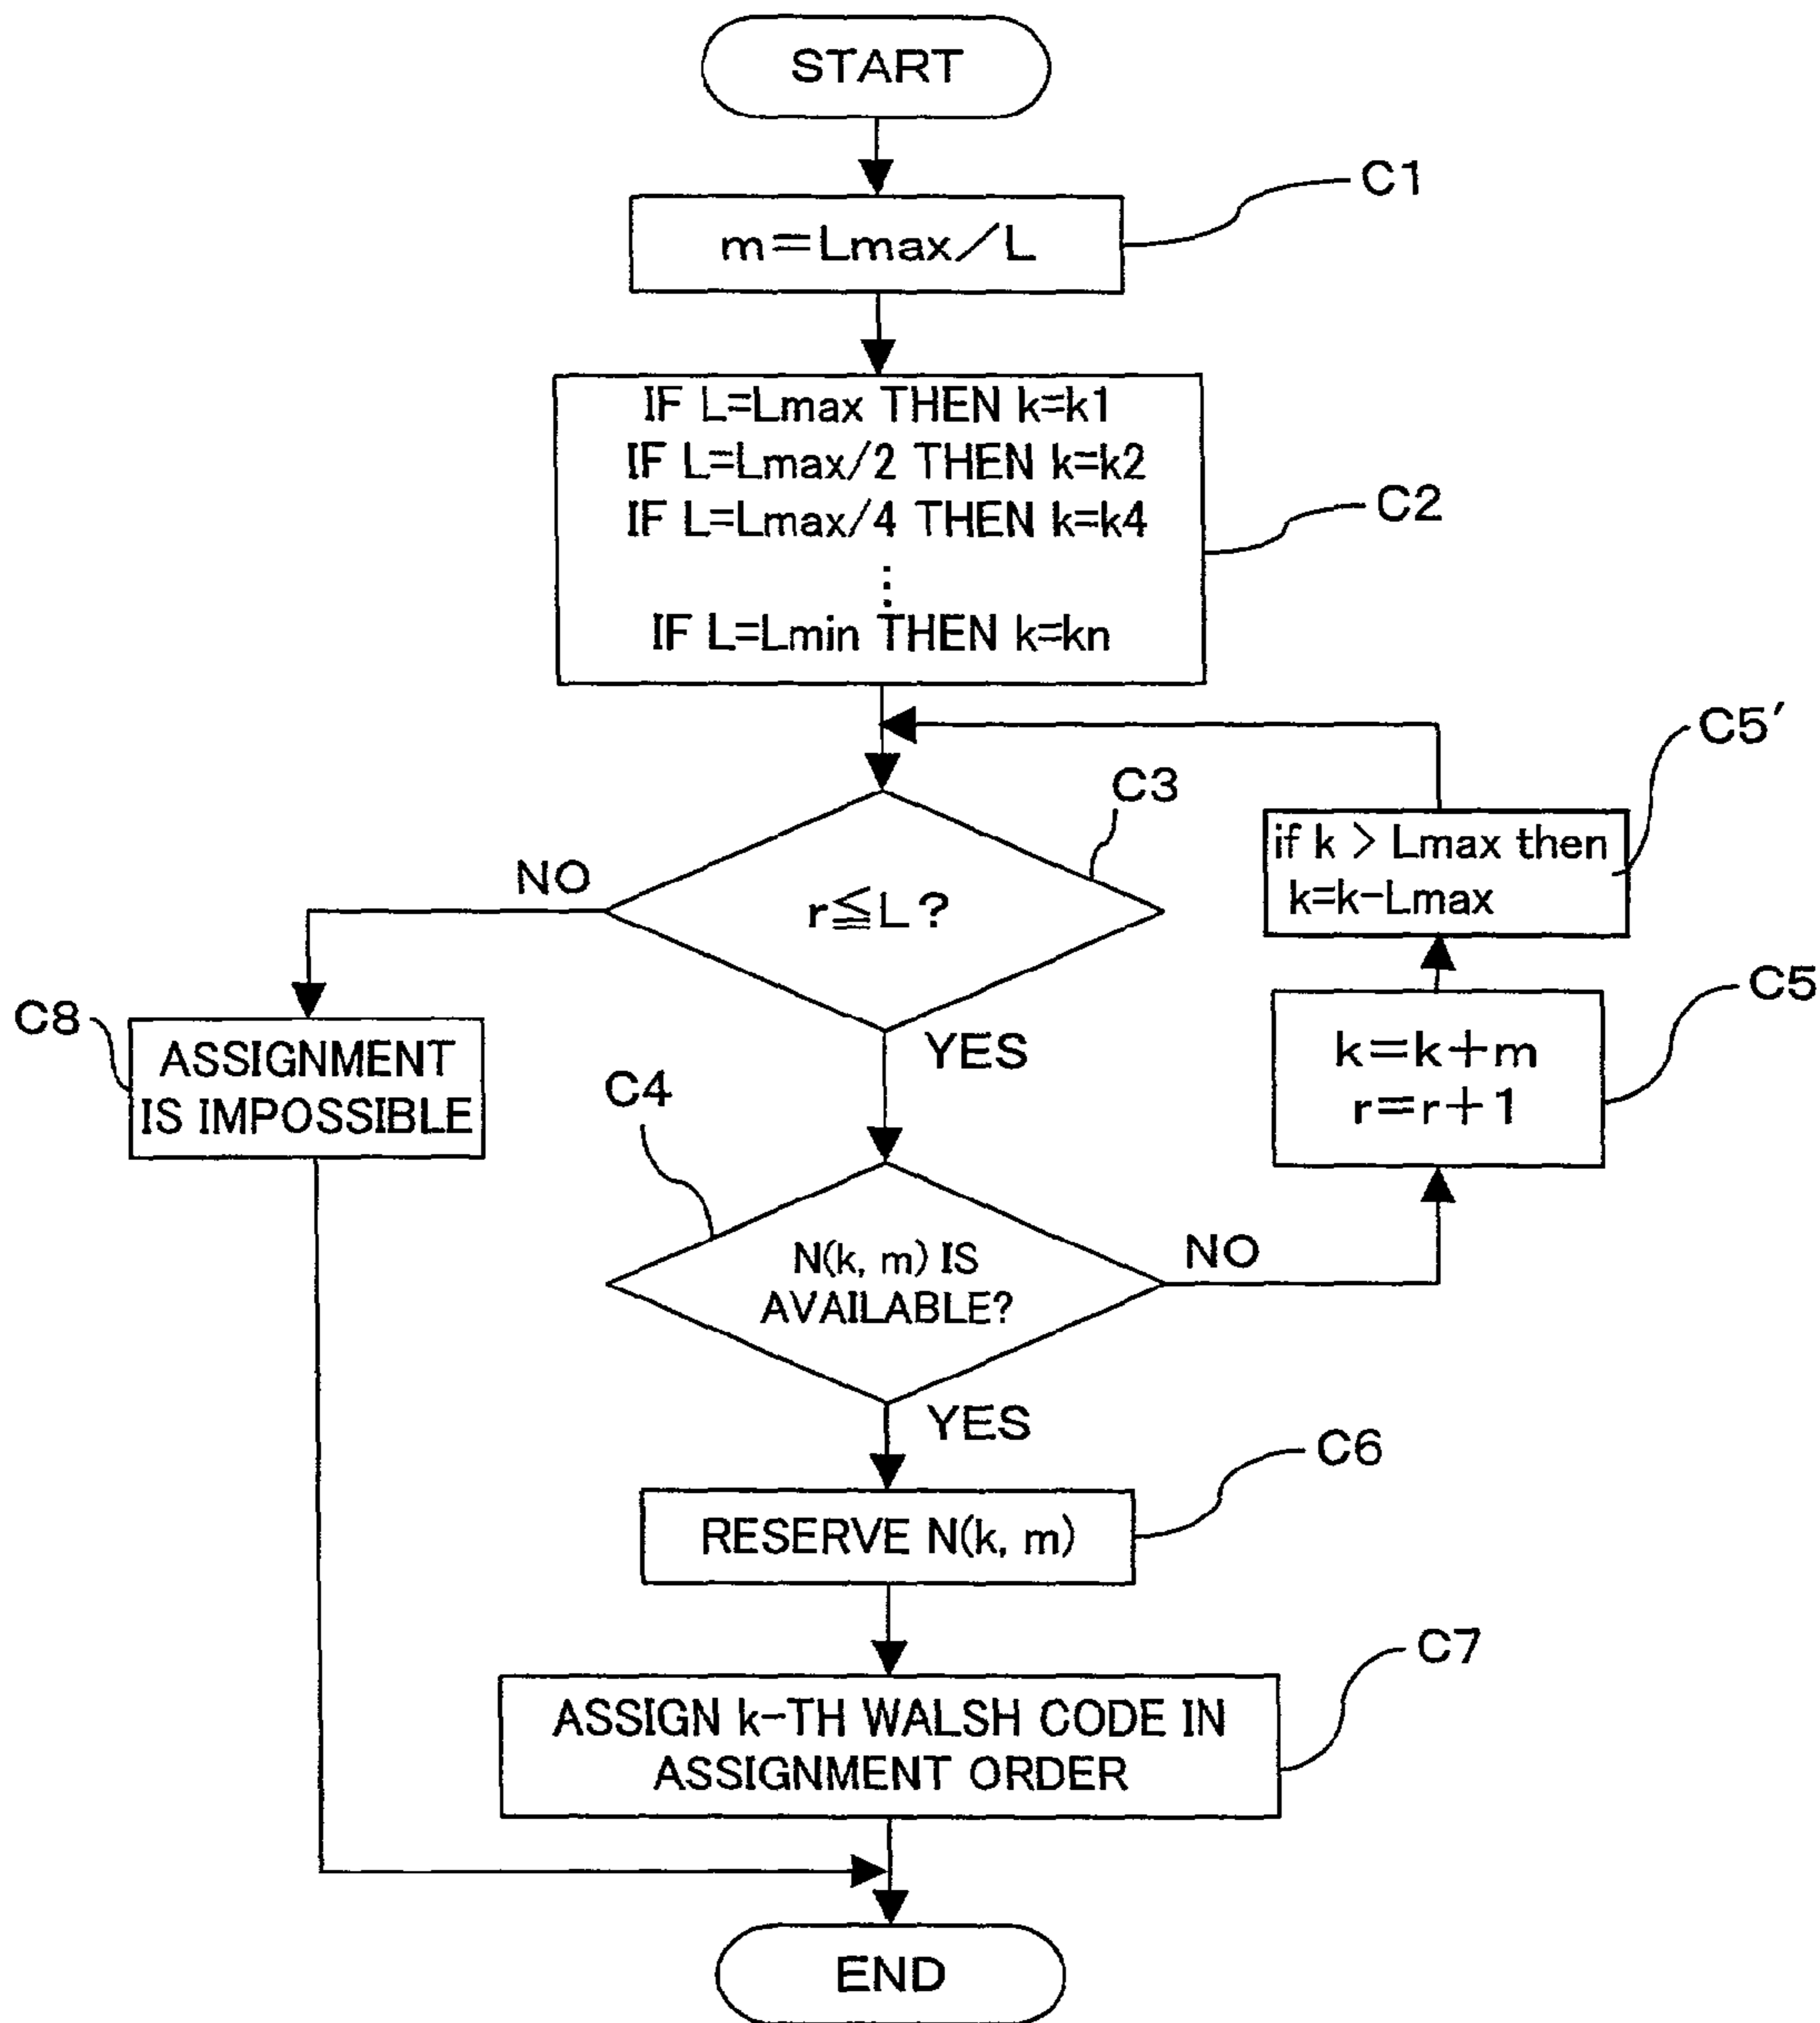 START
C1
m=Lmax/L
IF L=Lmax THEN k=k1
IF L=Lmax/2 THEN k=k2
IF L=Lmax/4 THEN k=k4
C2
⋮
IF L=Lmin THEN k=kn
C5′
C3
if k > Lmax then
k=k-Lmax
NO
r≦L?
C5
C8
k=k+m
r=r+1
ASSIGNMENT
IS IMPOSSIBLE
YES
C4
N(k, m) IS
AVAILABLE?
NO
YES
C6
RESERVE N(k, m)
C7
ASSIGN k-TH WALSH CODE IN
ASSIGNMENT ORDER
END